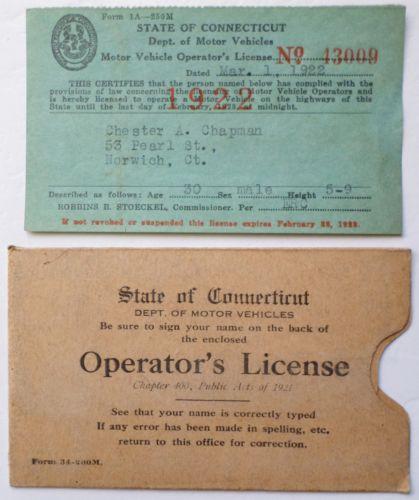 Form 1A—250M
STATE OF CONNECTICUT
Dept. of Motor Vehicles
Motor Vehicle Operator's License No 43009
Dated Mar. 1, 1922
THIS CERTIFIES that the person named below has complied with the
provisions of law concerning the license of Motor Vehicle Operators and
is hereby licensed to operate a Motor Vehicle on the highways of this
State until the last day of February, 1923, at midnight.
1922
Chester A. Chapman
53 Pearl St.,
Norwich, Ct.
Described as follows: Age 30 Sex male Height 5-9
ROBBINS B. STOECKEL, Commissioner. Per
If not revoked or suspended this license expires February 28, 1923.
State of Connecticut
DEPT. OF MOTOR VEHICLES
Be sure to sign your name on the back of
the enclosed
Operator's License
Chapter 400, Public Acts of 1921
See that your name is correctly typed
If any error has been made in spelling, etc.
return to this office for correction.
Form 34-200M.